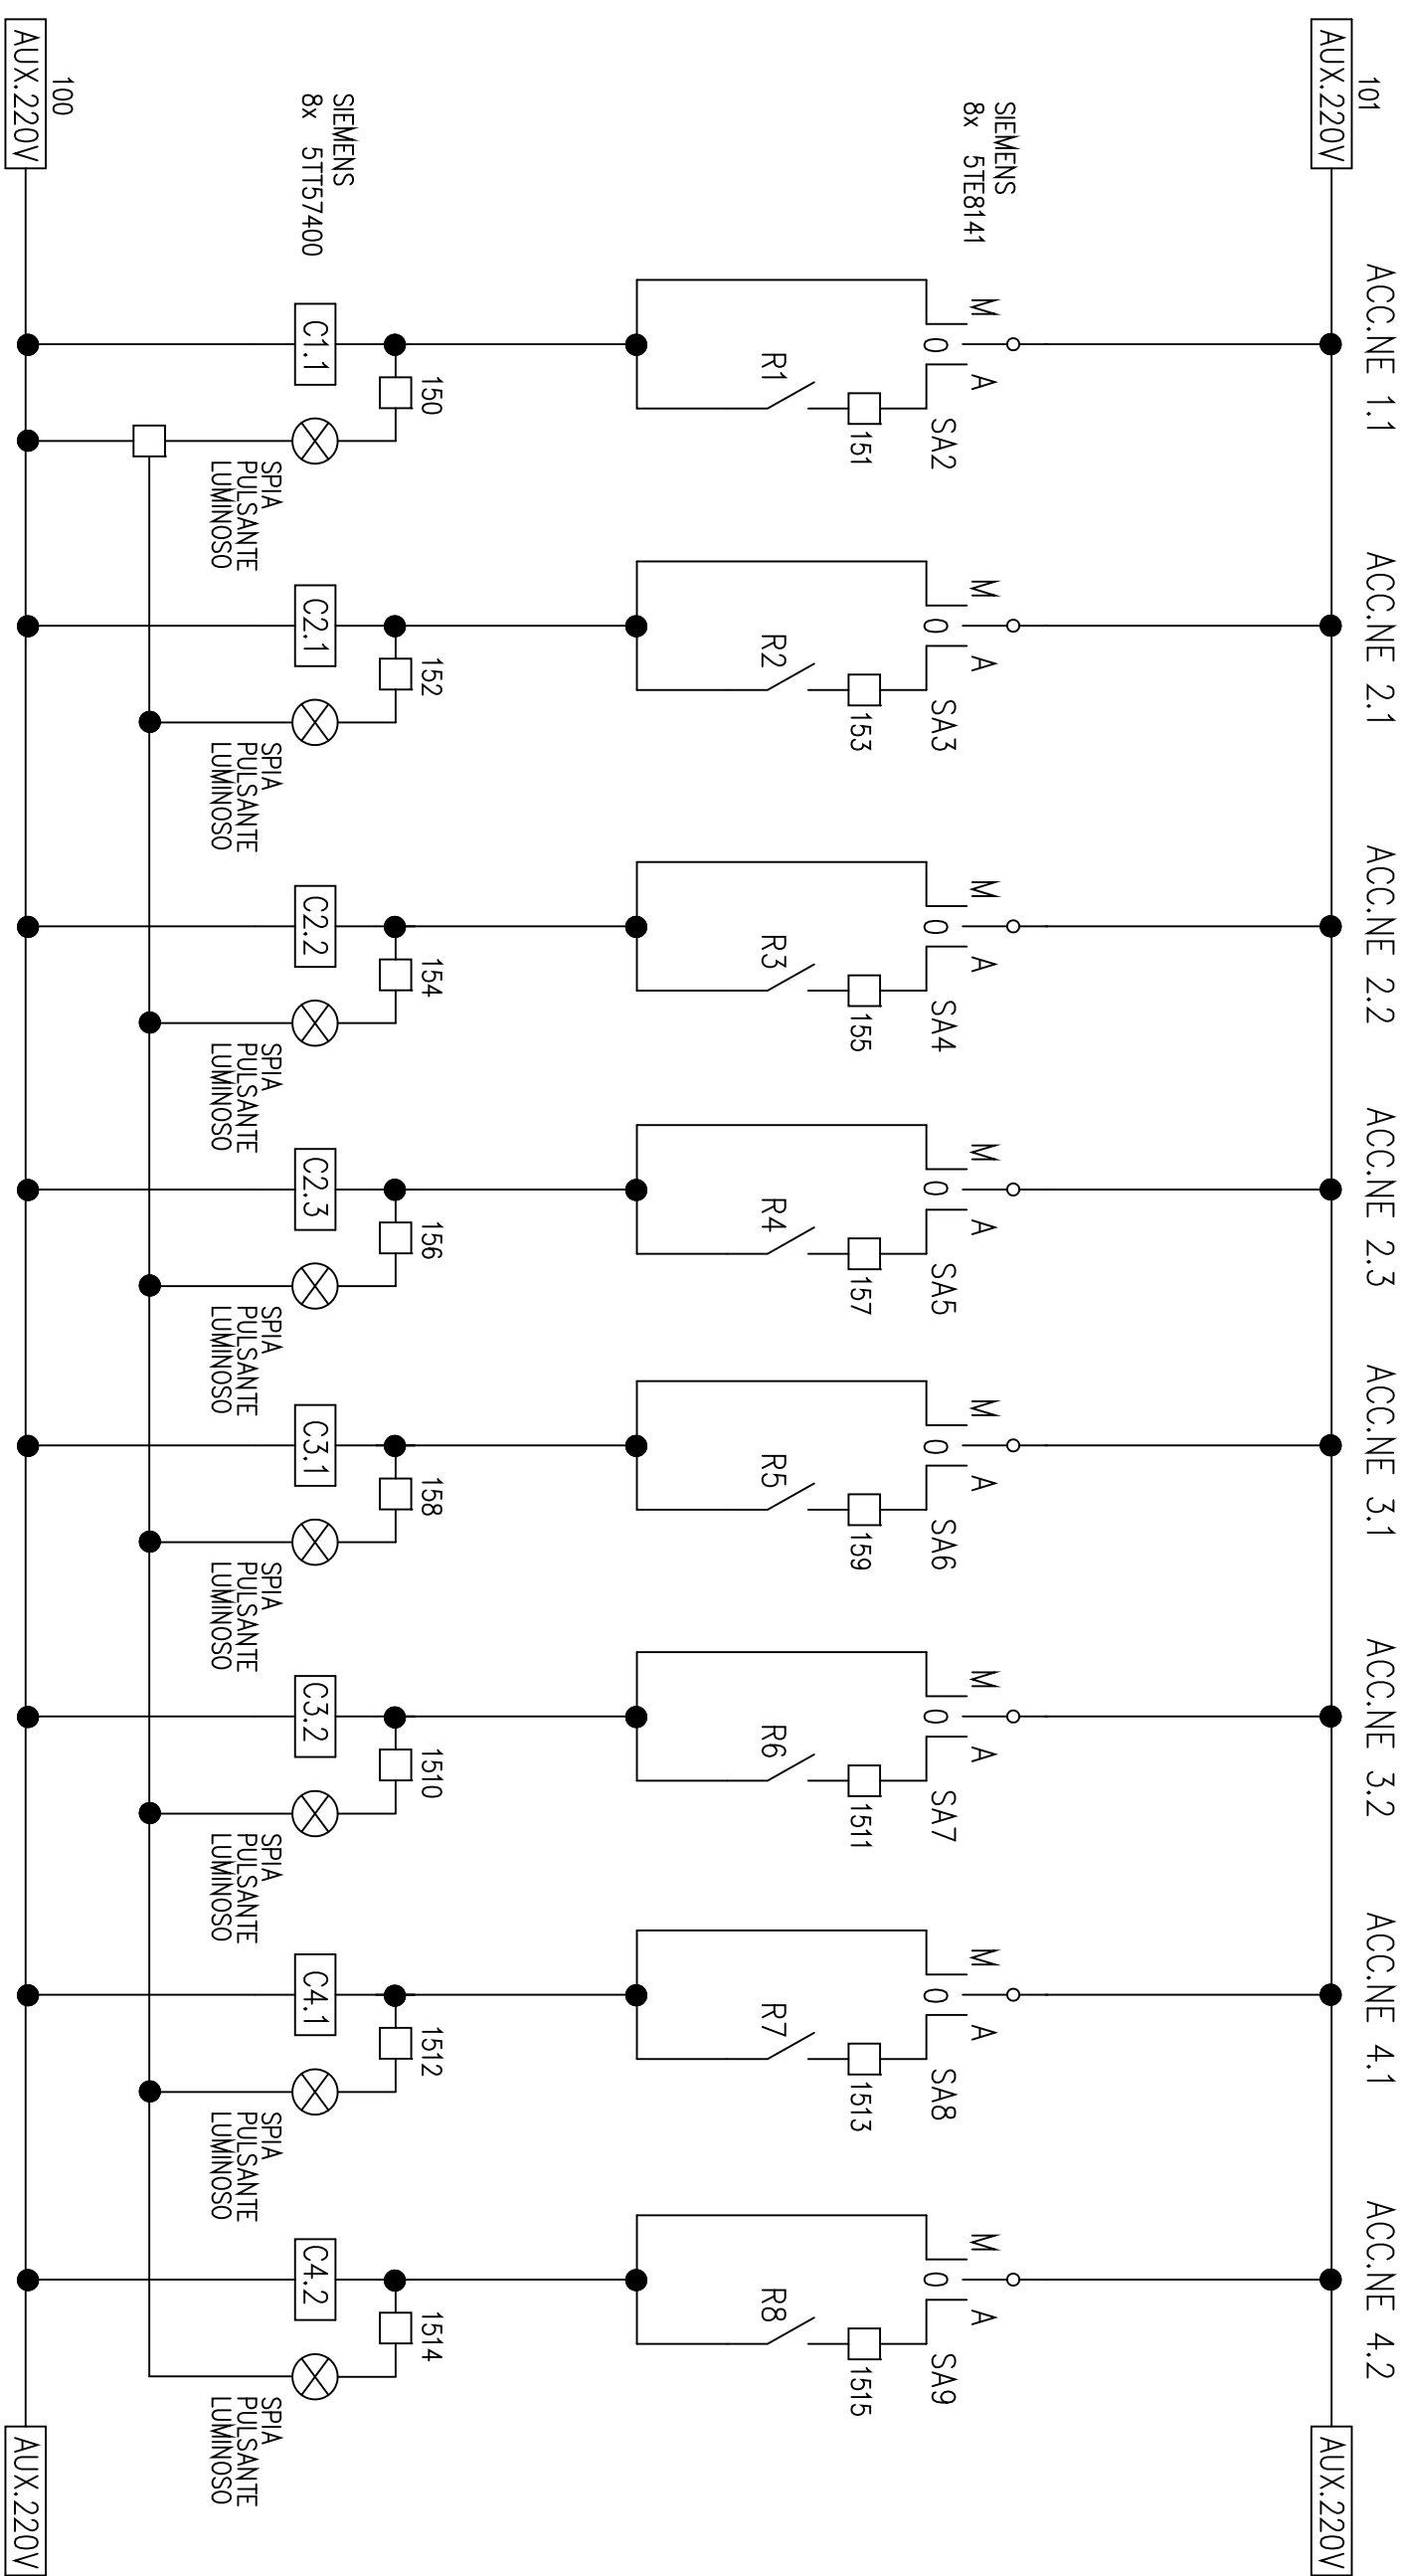 ACC.NE 1.1
ACC.NE 2.1
ACC.NE 2.2
ACC.NE 2.3
ACC.NE 3.1
ACC.NE 3.2
ACC.NE 4.1
ACC.NE 4.2
101
AUX.220V
AUX.220V
SIEMENS
8x 5TE8141
M
0
A
SA2
M
0
A
SA3
M
0
A
SA4
M
0
A
SA5
M
0
A
SA6
M
0
A
SA7
M
0
A
SA8
M
0
A
SA9
151
153
155
157
159
1511
1513
1515
R1
R2
R3
R4
R5
R6
R7
R8
150
152
154
156
158
1510
1512
1514
SIEMENS
8x 5TT57400
C1.1
C2.1
C2.2
C2.3
C3.1
C3.2
C4.1
C4.2
SPIA
PULSANTE
LUMINOSO
SPIA
PULSANTE
LUMINOSO
SPIA
PULSANTE
LUMINOSO
SPIA
PULSANTE
LUMINOSO
SPIA
PULSANTE
LUMINOSO
SPIA
PULSANTE
LUMINOSO
SPIA
PULSANTE
LUMINOSO
SPIA
PULSANTE
LUMINOSO
100
AUX.220V
AUX.220V